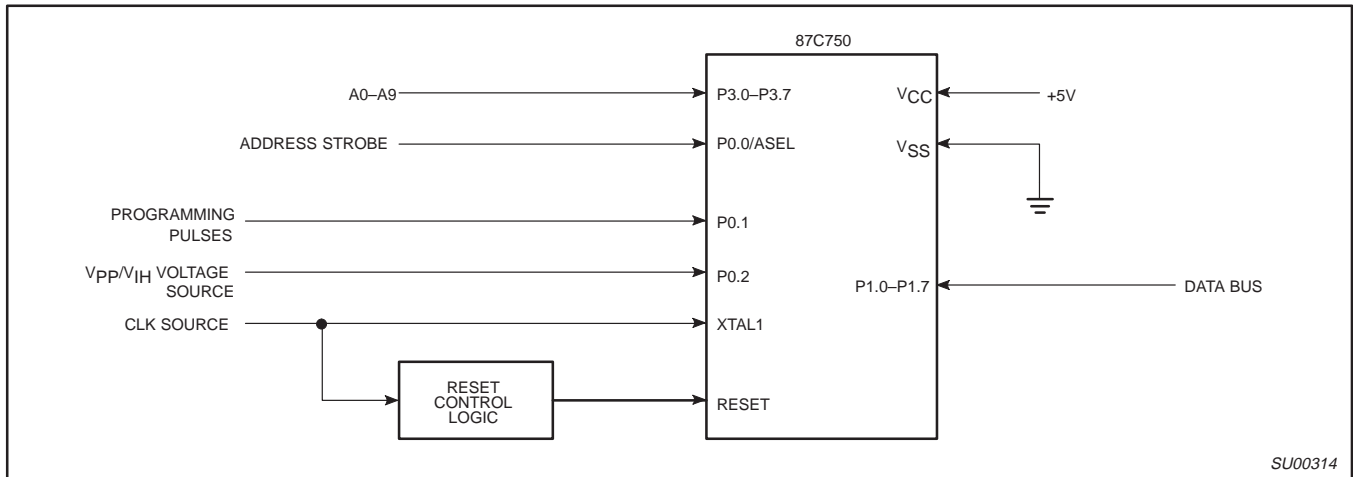 87C750
A0–A9
P3.0–P3.7
VCC
+5V
ADDRESS STROBE
P0.0/ASEL
VSS
PROGRAMMING
PULSES
P0.1
VPP/VIH VOLTAGE
SOURCE
P0.2
P1.0–P1.7
DATA BUS
CLK SOURCE
XTAL1
RESET
CONTROL
LOGIC
RESET
SU00314